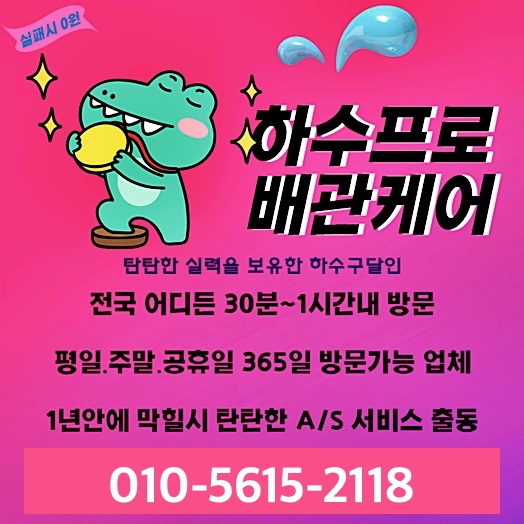 실패시 0원
하수프로
배관케어
탄탄한 실력을 보유한 하수구달인
전국 어디든 30분~1시간내 방문
평일.주말.공휴일 365일 방문가능 업체
1년안에 막힐시 탄탄한 A/S 서비스 출동
010-5615-2118